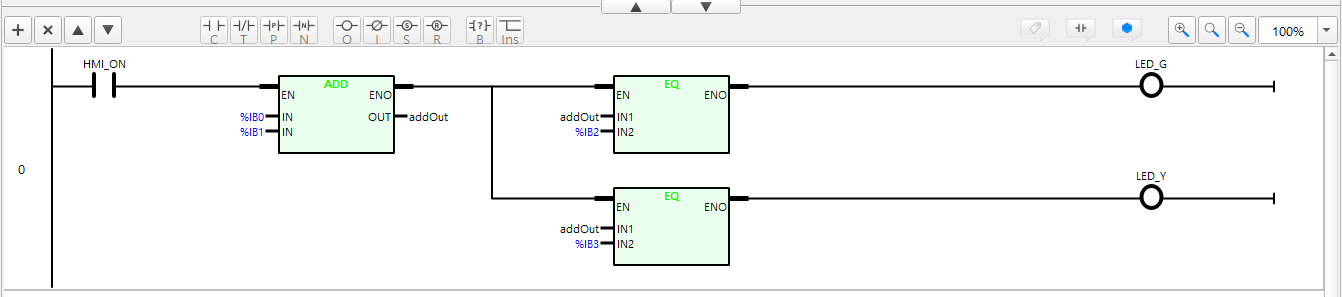 C T P N O I S R B Ins 100%
HMI_ON LED_G
ADD EQ
EN ENO EN ENO
%IB0 IN OUT addOut addOut IN1
%IB1 IN %IB2 IN2
0
LED_Y
EQ
EN ENO
addOut IN1
%IB3 IN2